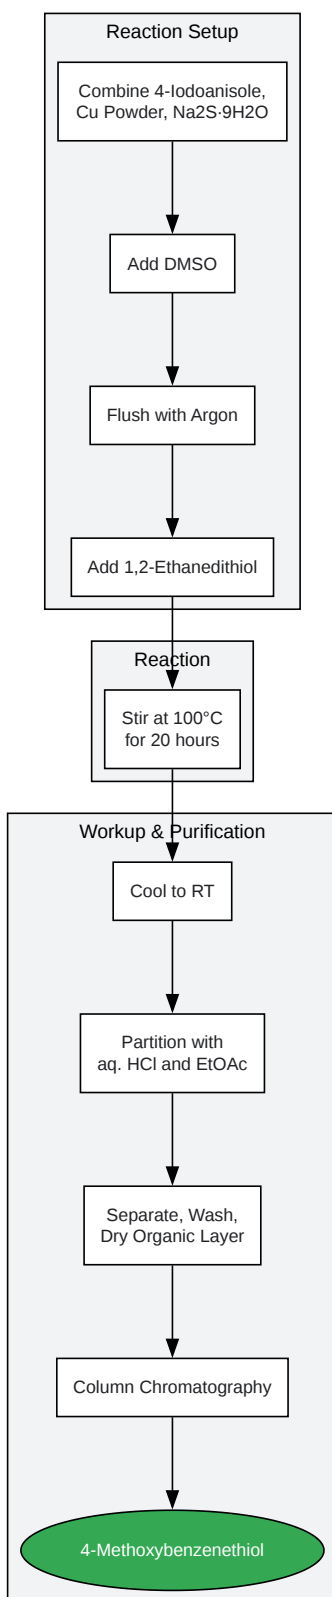 Reaction Setup
Combine 4-Iodoanisole,
Cu Powder, Na2S·9H2O
Add DMSO
Flush with Argon
Add 1,2-Ethanedithiol
Reaction
Stir at 100°C
for 20 hours
Workup & Purification
Cool to RT
Partition with
aq. HCl and EtOAc
Separate, Wash,
Dry Organic Layer
Column Chromatography
4-Methoxybenzenethiol